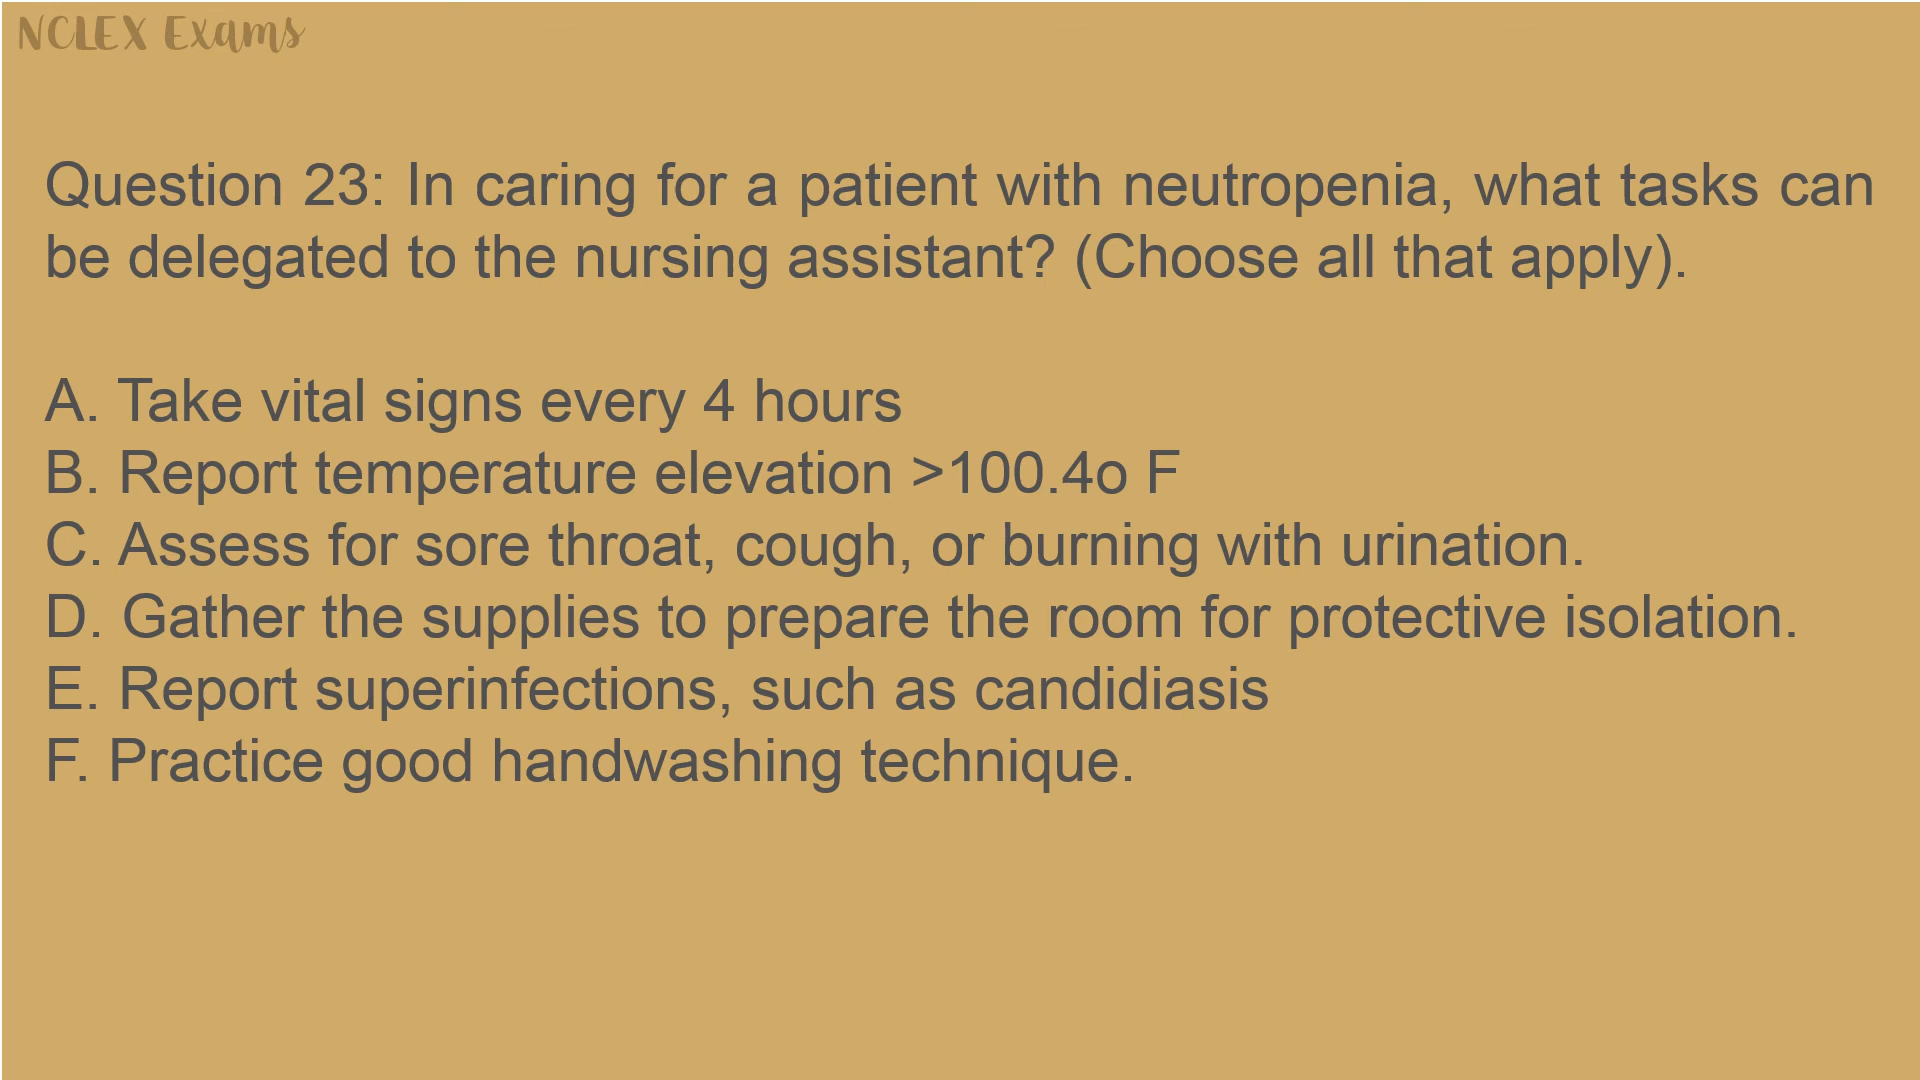 NCLEX Exams
Question 23: In caring for a patient with neutropenia, what tasks can
be delegated to the nursing assistant? (Choose all that apply).
A. Take vital signs every 4 hours
B. Report temperature elevation >100.4o F
C. Assess for sore throat, cough, or burning with urination.
D. Gather the supplies to prepare the room for protective isolation.
E. Report superinfections, such as candidiasis
F. Practice good handwashing technique.